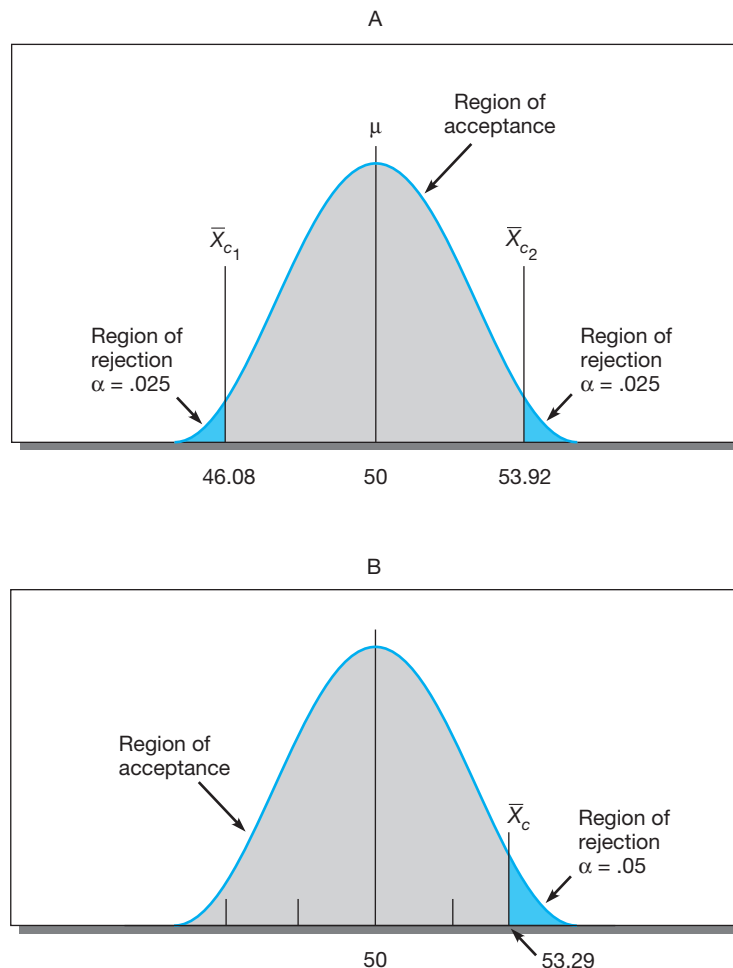 A
Region of
acceptance
μ
X̄c₁
X̄c₂
Region of
rejection
α = .025
Region of
rejection
α = .025
46.08
50
53.92
B
Region of
acceptance
X̄c
Region of
rejection
α = .05
50
53.29